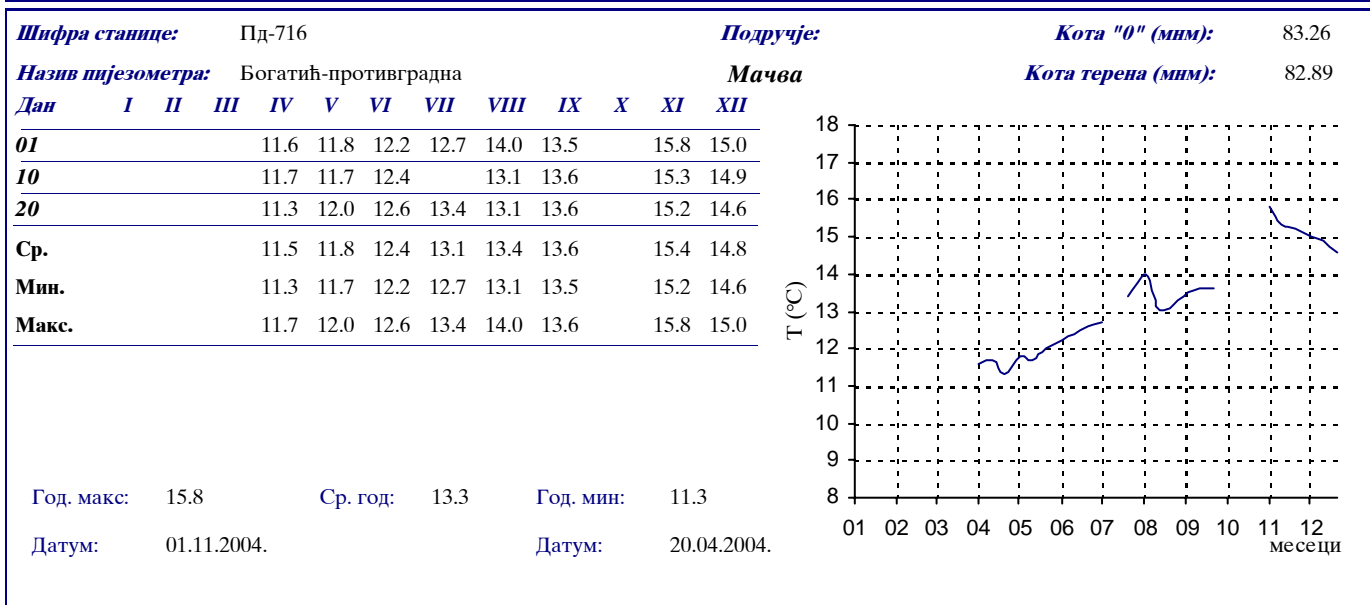 Шифра станице: Пд-716 Подручје: Кота "0" (мнм): 83.26
Назив пијезометра: Богатић-противградна Мачва Кота терена (мнм): 82.89
Дан I II III IV V VI VII VIII IX X XI XII
01 11.6 11.8 12.2 12.7 14.0 13.5 15.8 15.0
10 11.7 11.7 12.4 13.1 13.6 15.3 14.9
20 11.3 12.0 12.6 13.4 13.1 13.6 15.2 14.6
Ср. 11.5 11.8 12.4 13.1 13.4 13.6 15.4 14.8
Мин. 11.3 11.7 12.2 12.7 13.1 13.5 15.2 14.6
Макс. 11.7 12.0 12.6 13.4 14.0 13.6 15.8 15.0
Год. макс: 15.8 Ср. год: 13.3 Год. мин: 11.3
Датум: 01.11.2004. Датум: 20.04.2004.
T (°C)
18
17
16
15
14
13
12
11
10
9
8
01 02 03 04 05 06 07 08 09 10 11 12
месеци